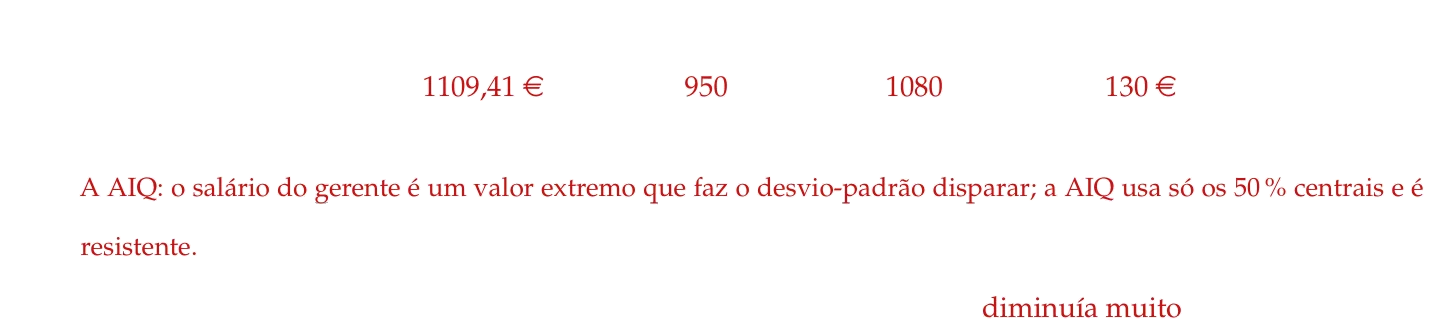 1109,41 € 950 1080 130 €
A AIQ: o salário do gerente é um valor extremo que faz o desvio-padrão disparar; a AIQ usa só os 50 % centrais e é
resistente.
diminuía muito